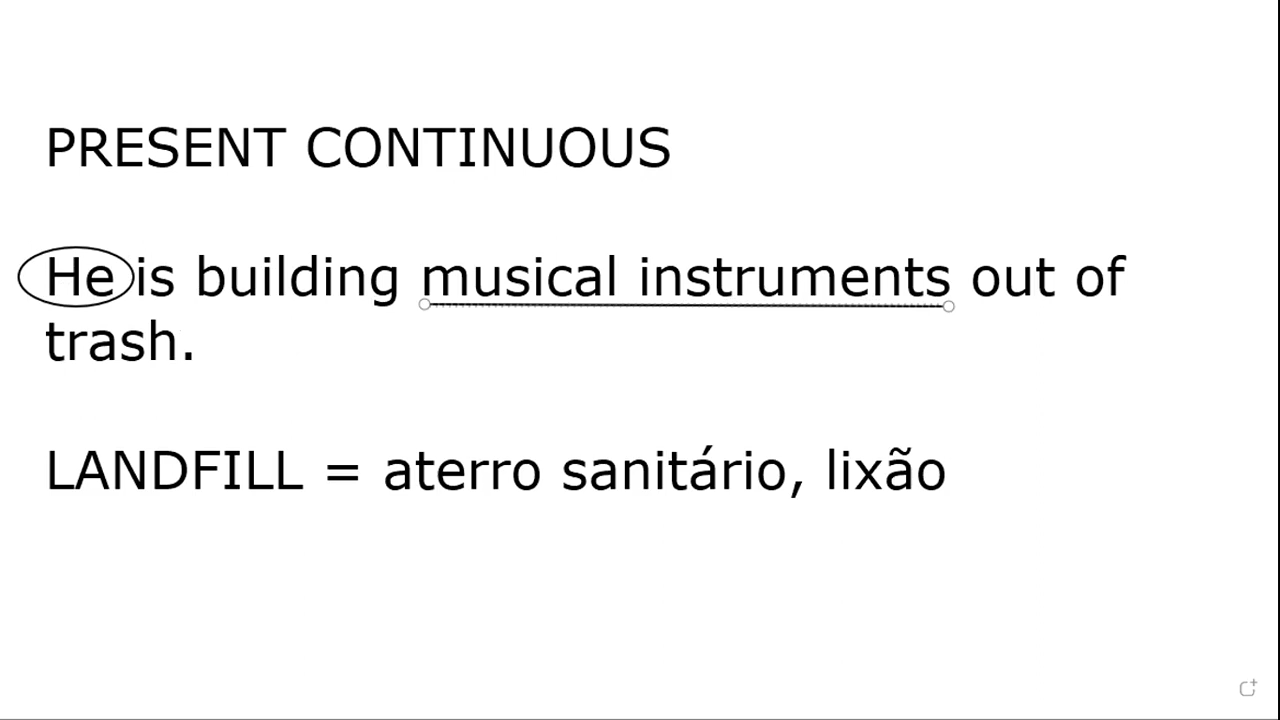 PRESENT CONTINUOUS
He is building musical instruments out of
trash.
LANDFILL = aterro sanitário, lixão